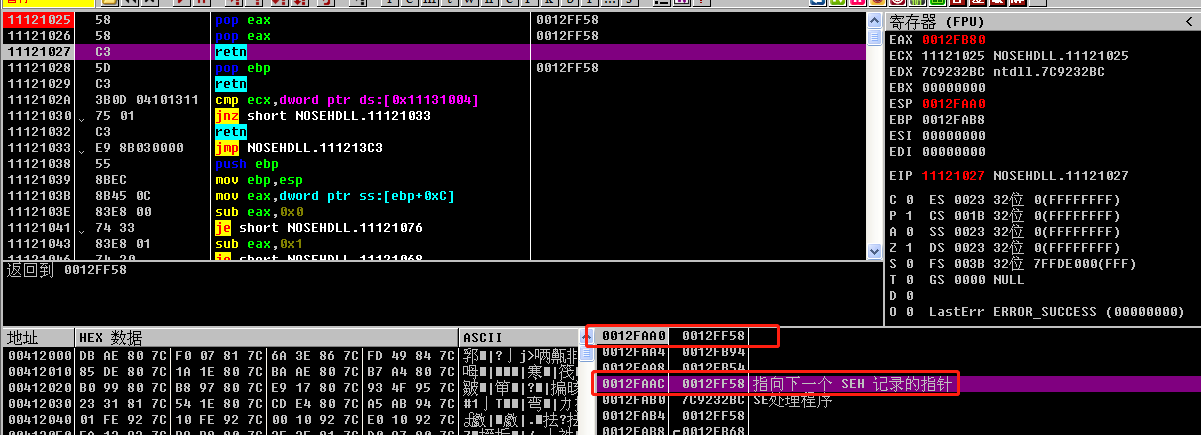 11121025 58 pop eax 0012FF58
11121026 58 pop eax 0012FF58
11121027 C3 retn
11121028 5D pop ebp 0012FF58
11121029 C3 retn
1112102A 3B0D 04101311 cmp ecx,dword ptr ds:[0x11131004]
11121030 75 01 jnz short NOSEHDLL.11121033
11121032 C3 retn
11121033 E9 8B030000 jmp NOSEHDLL.111213C3
11121038 55 push ebp
11121039 8BEC mov ebp,esp
1112103B 8B45 0C mov eax,dword ptr ss:[ebp+0xC]
1112103E 83E8 00 sub eax,0x0
11121041 74 33 je short NOSEHDLL.11121076
11121043 83E8 01 sub eax,0x1
返回到 0012FF58
寄存器 (FPU) <
EAX 0012FB80
ECX 11121025 NOSEHDLL.11121025
EDX 7C9232BC ntdll.7C9232BC
EBX 00000000
ESP 0012FAA0
EBP 0012FAB8
ESI 00000000
EDI 00000000
EIP 11121027 NOSEHDLL.11121027
C 0 ES 0023 32位 0(FFFFFFFF)
P 1 CS 001B 32位 0(FFFFFFFF)
A 0 SS 0023 32位 0(FFFFFFFF)
Z 1 DS 0023 32位 0(FFFFFFFF)
S 0 FS 003B 32位 7FFDE000(FFF)
T 0 GS 0000 NULL
D 0
O 0 LastErr ERROR_SUCCESS (00000000)
地址 HEX 数据 ASCII
00412000 DB AE 80 7C F0 07 81 7C 6A 3E 86 7C FD 49 84 7C
00412010 85 DE 80 7C 1A 1E 80 7C BA AE 80 7C B7 A4 80 7C
00412020 B0 99 80 7C B8 97 80 7C E9 17 80 7C 93 4F 95 7C
00412030 23 31 81 7C 54 1E 80 7C CD E4 80 7C A5 AB 94 7C
00412040 01 FE 92 7C 10 FE 92 7C 00 10 92 7C E0 10 92 7C
0012FAA0 0012FF58
0012FAA4 0012FB94
0012FAA8 0012FB54
0012FAAC 0012FF58 指向下一个 SEH 记录的指针
0012FAB0 7C9232BC SE处理程序
0012FAB4 0012FF58
0012FAB8 0012FB68